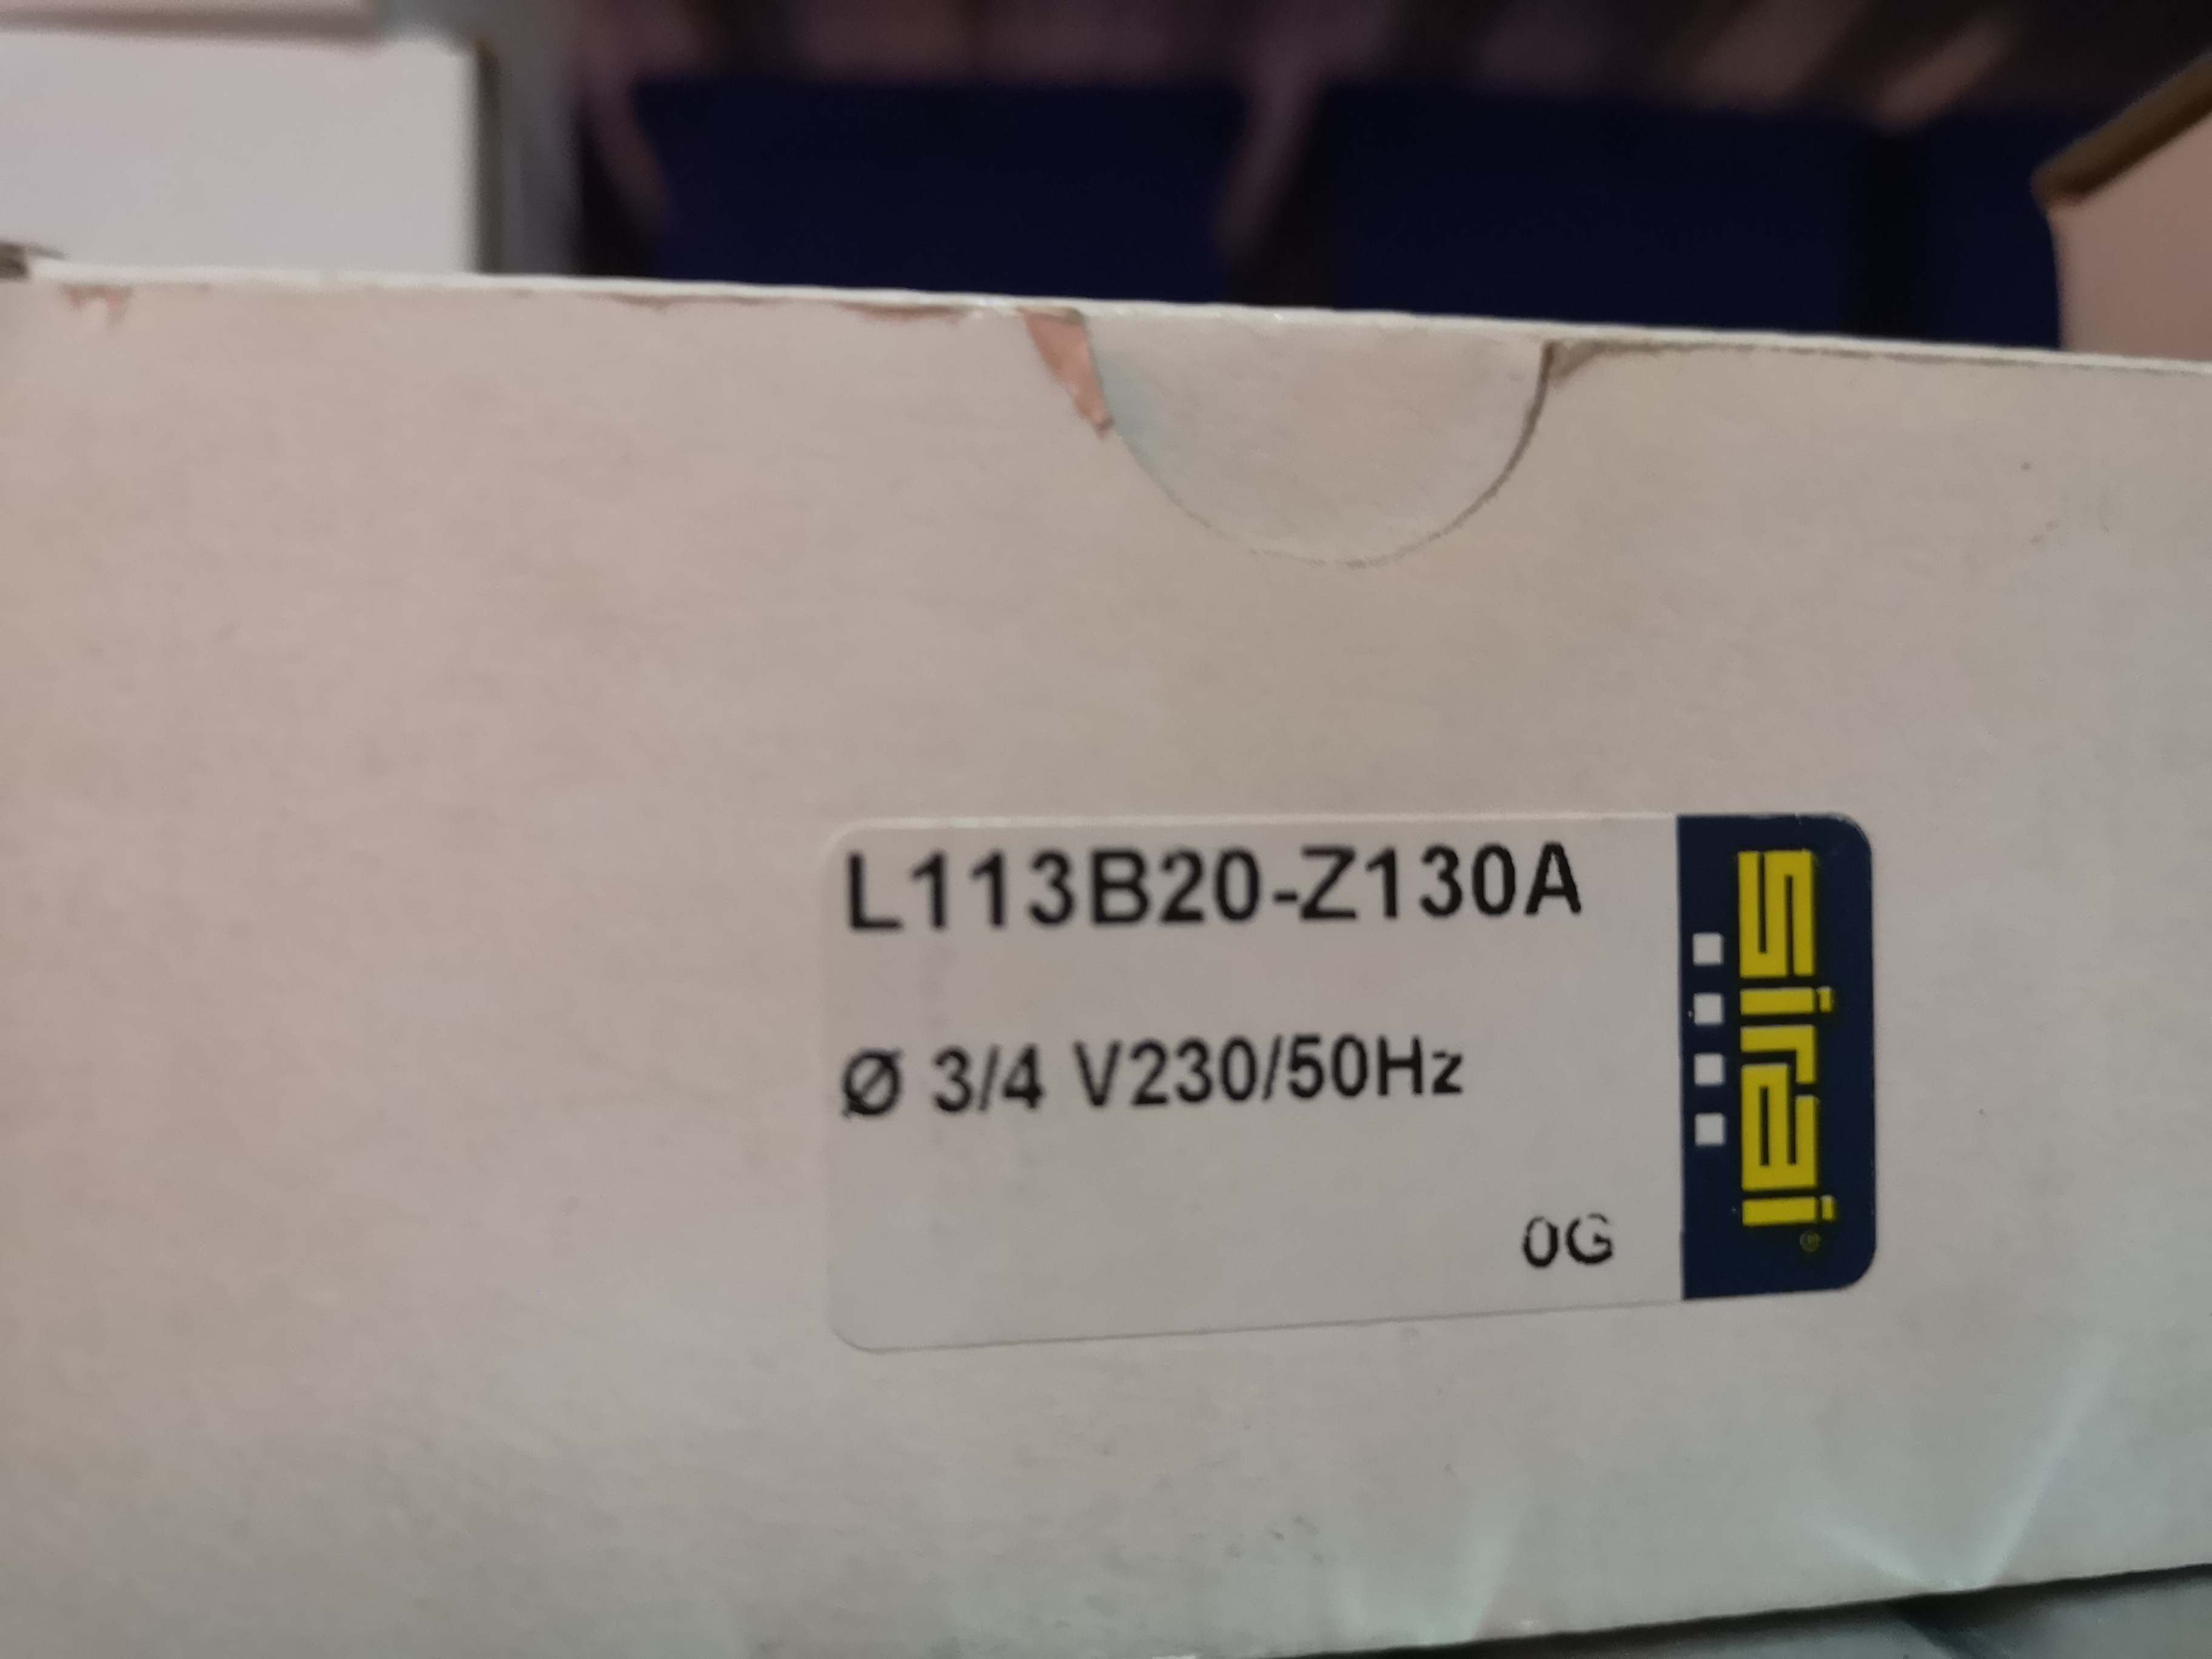 L113B20-Z130A
Ø 3/4 V230/50Hz
0G
sirai®